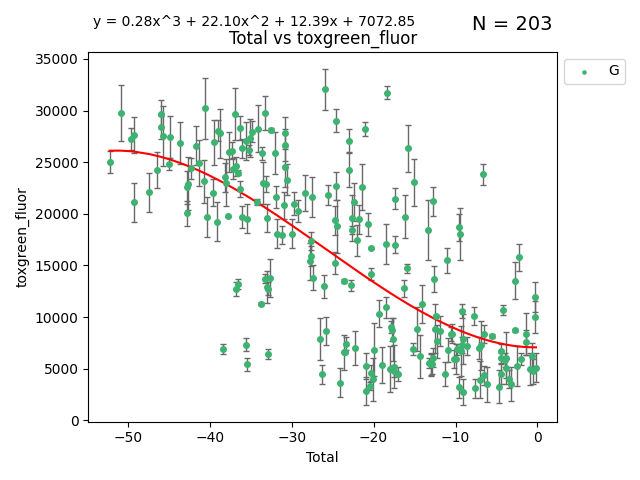 y = 0.28x^3 + 22.10x^2 + 12.39x + 7072.85
N = 203
Total vs toxgreen_fluor
G
toxgreen_fluor
35000
30000
25000
20000
15000
10000
5000
0
−50
−40
−30
−20
−10
0
Total